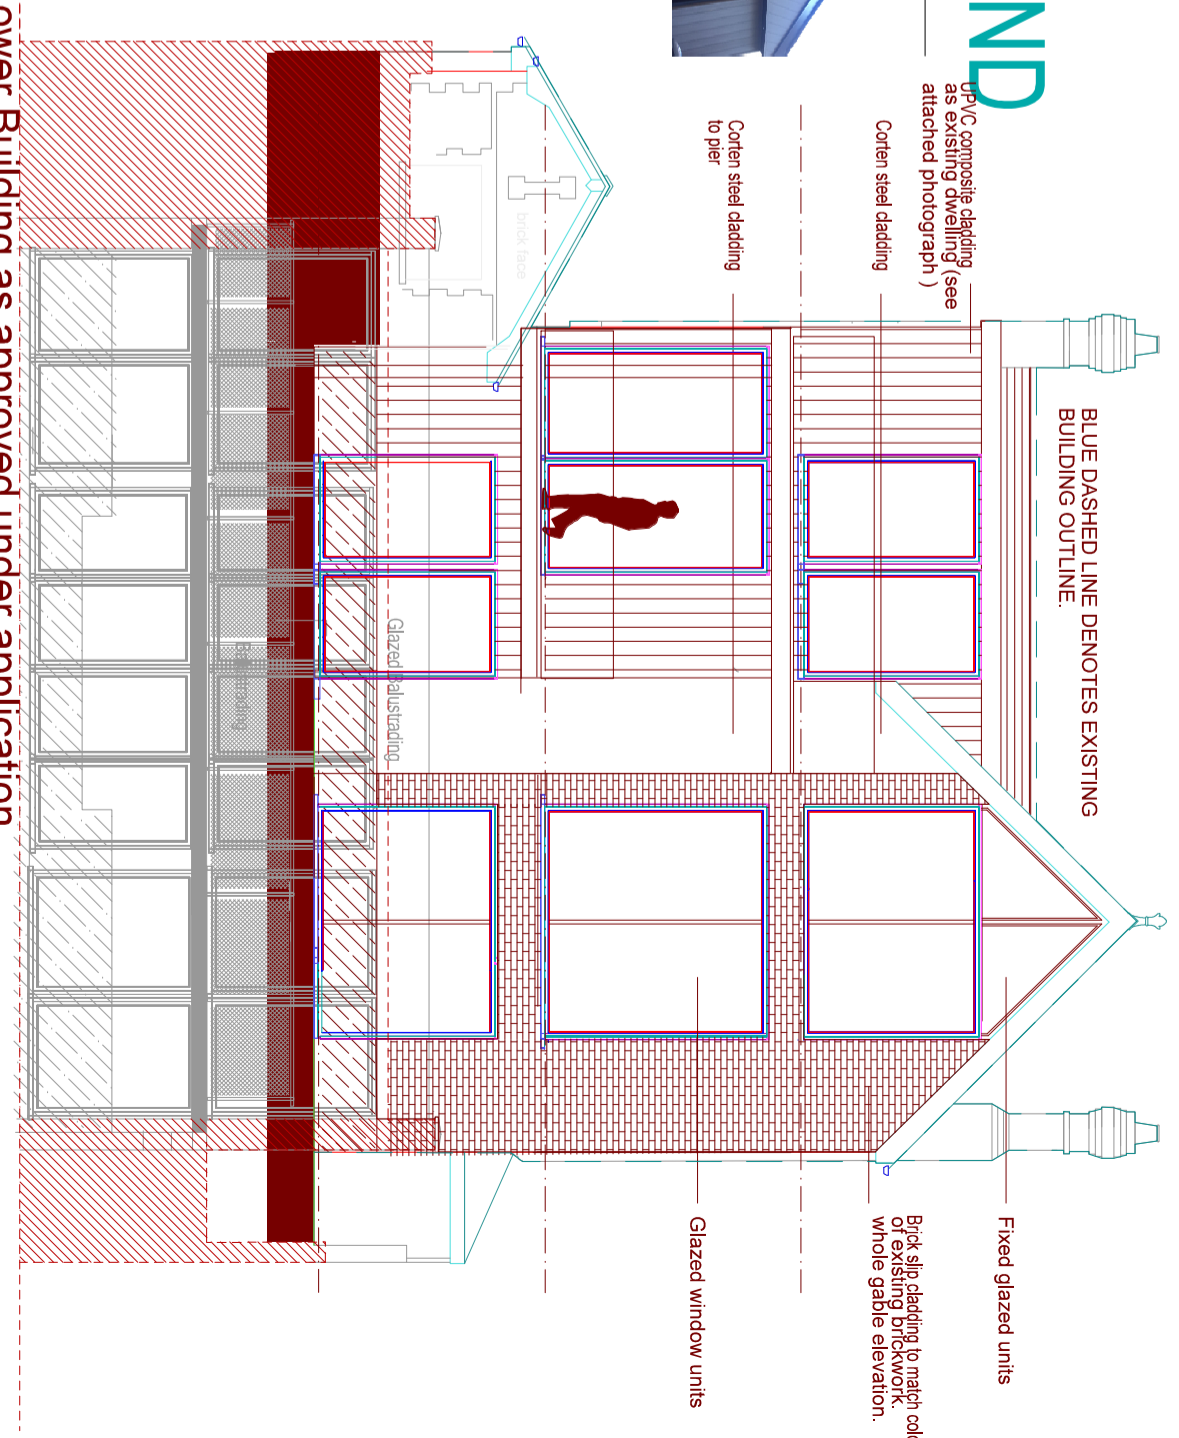 ND
UPVC composite cladding
as existing dwelling (see
attached photograph )
Corten steel cladding
Corten steel cladding
to pier
BLUE DASHED LINE DENOTES EXISTING
BUILDING OUTLINE.
brick face
Glazed Balustrading
Fixed glazed units
Brick slip cladding to match colo
of existing brickwork.
whole gable elevation.
Glazed window units
ower Building as approved under application